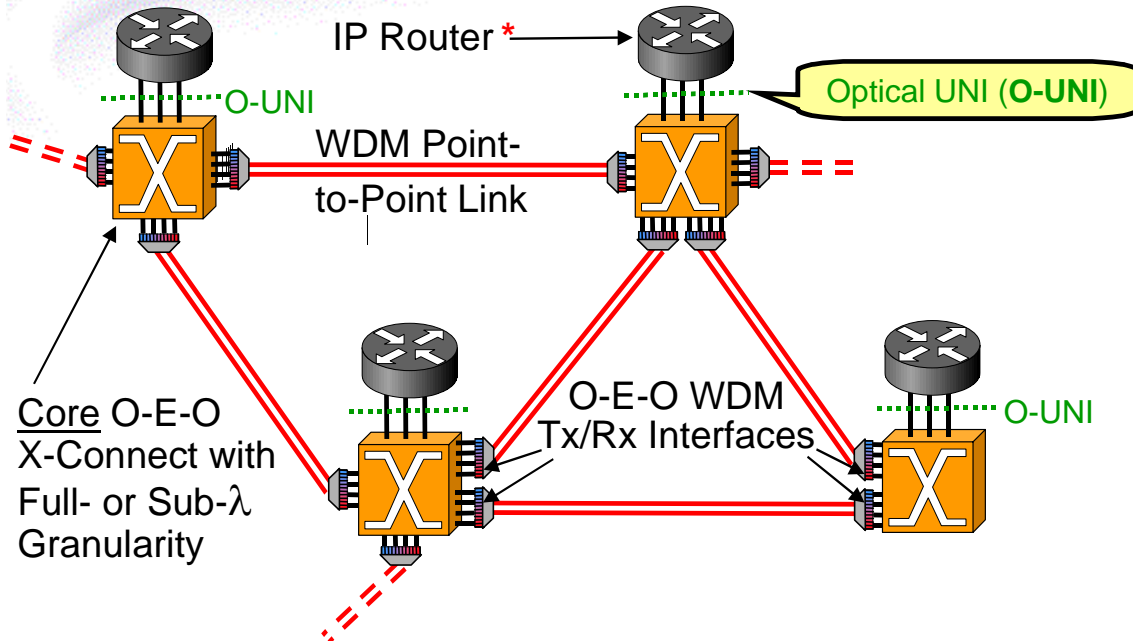 IP Router *
O-UNI
Optical UNI (O-UNI)
WDM Point-
to-Point Link
Core O-E-O
X-Connect with
Full- or Sub-λ
Granularity
O-E-O WDM
Tx/Rx Interfaces
O-UNI